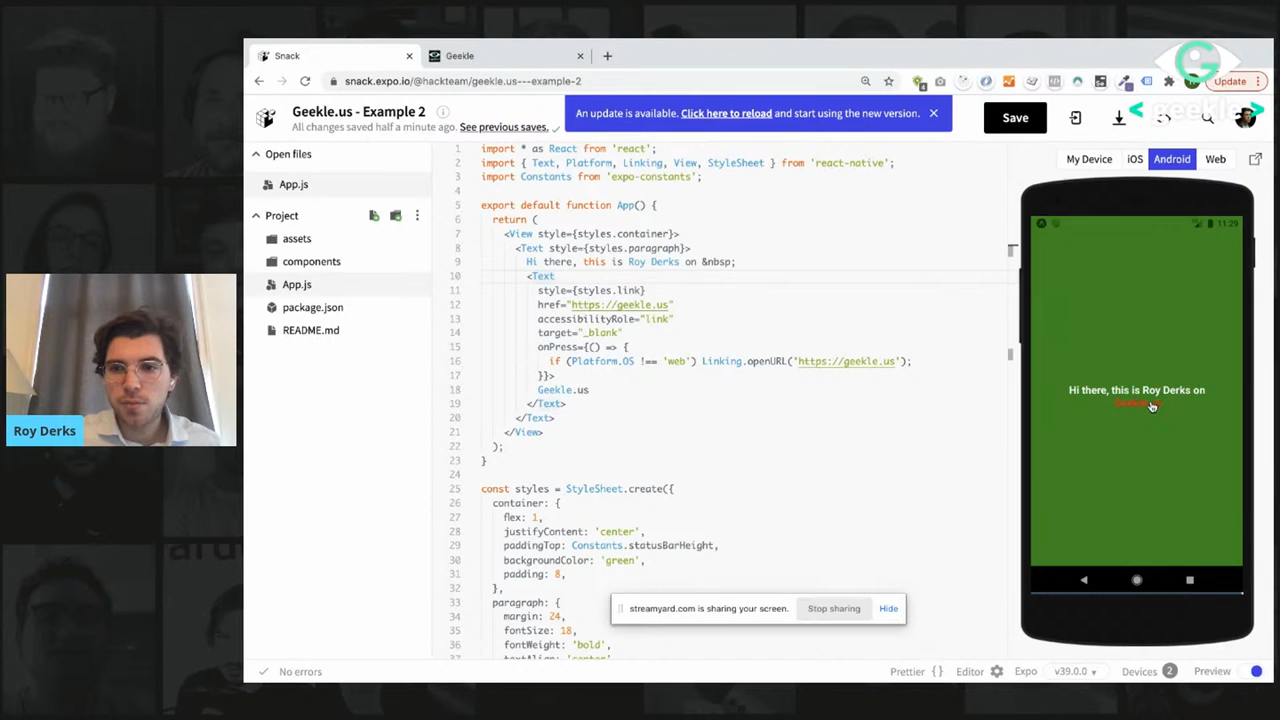 Snack
Geekle
snack.expo.io/@hackteam/geekle.us---example-2
Update
Geekle.us - Example 2
All changes saved half a minute ago. See previous saves.
An update is available. Click here to reload and start using the new version.
Save
< geekle >
Open files
App.js
Project
assets
components
App.js
package.json
README.md
1 import * as React from 'react';
2 import { Text, Platform, Linking, View, StyleSheet } from 'react-native';
3 import Constants from 'expo-constants';
4
5 export default function App() {
6 return (
7 <View style={styles.container}>
8 <Text style={styles.paragraph}>
9 Hi there, this is Roy Derks on &nbsp;
10 <Text
11 style={styles.link}
12 href="https://geekle.us"
13 accessibilityRole="link"
14 target="_blank"
15 onPress={() => {
16 if (Platform.OS !== 'web') Linking.openURL('https://geekle.us');
17 }}>
18 Geekle.us
19 </Text>
20 </Text>
21 </View>
22 );
23 }
24
25 const styles = StyleSheet.create({
26 container: {
27 flex: 1,
28 justifyContent: 'center',
29 paddingTop: Constants.statusBarHeight,
30 backgroundColor: 'green',
31 padding: 8,
32 },
33 paragraph: {
34 margin: 24,
35 fontSize: 18,
36 fontWeight: 'bold',
37 textAlign: 'center',
My Device
iOS
Android
Web
11:29
Hi there, this is Roy Derks on
Geekle.us
Roy Derks
streamyard.com is sharing your screen.
Stop sharing
Hide
No errors
Prettier { }
Editor
Expo
v39.0.0
Devices 2
Preview